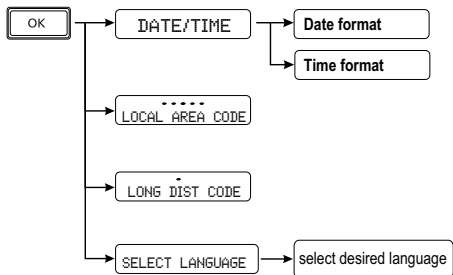 OK
DATE/TIME
Date format
Time format
-----
LOCAL AREA CODE
-
LONG DIST CODE
SELECT LANGUAGE
select desired language